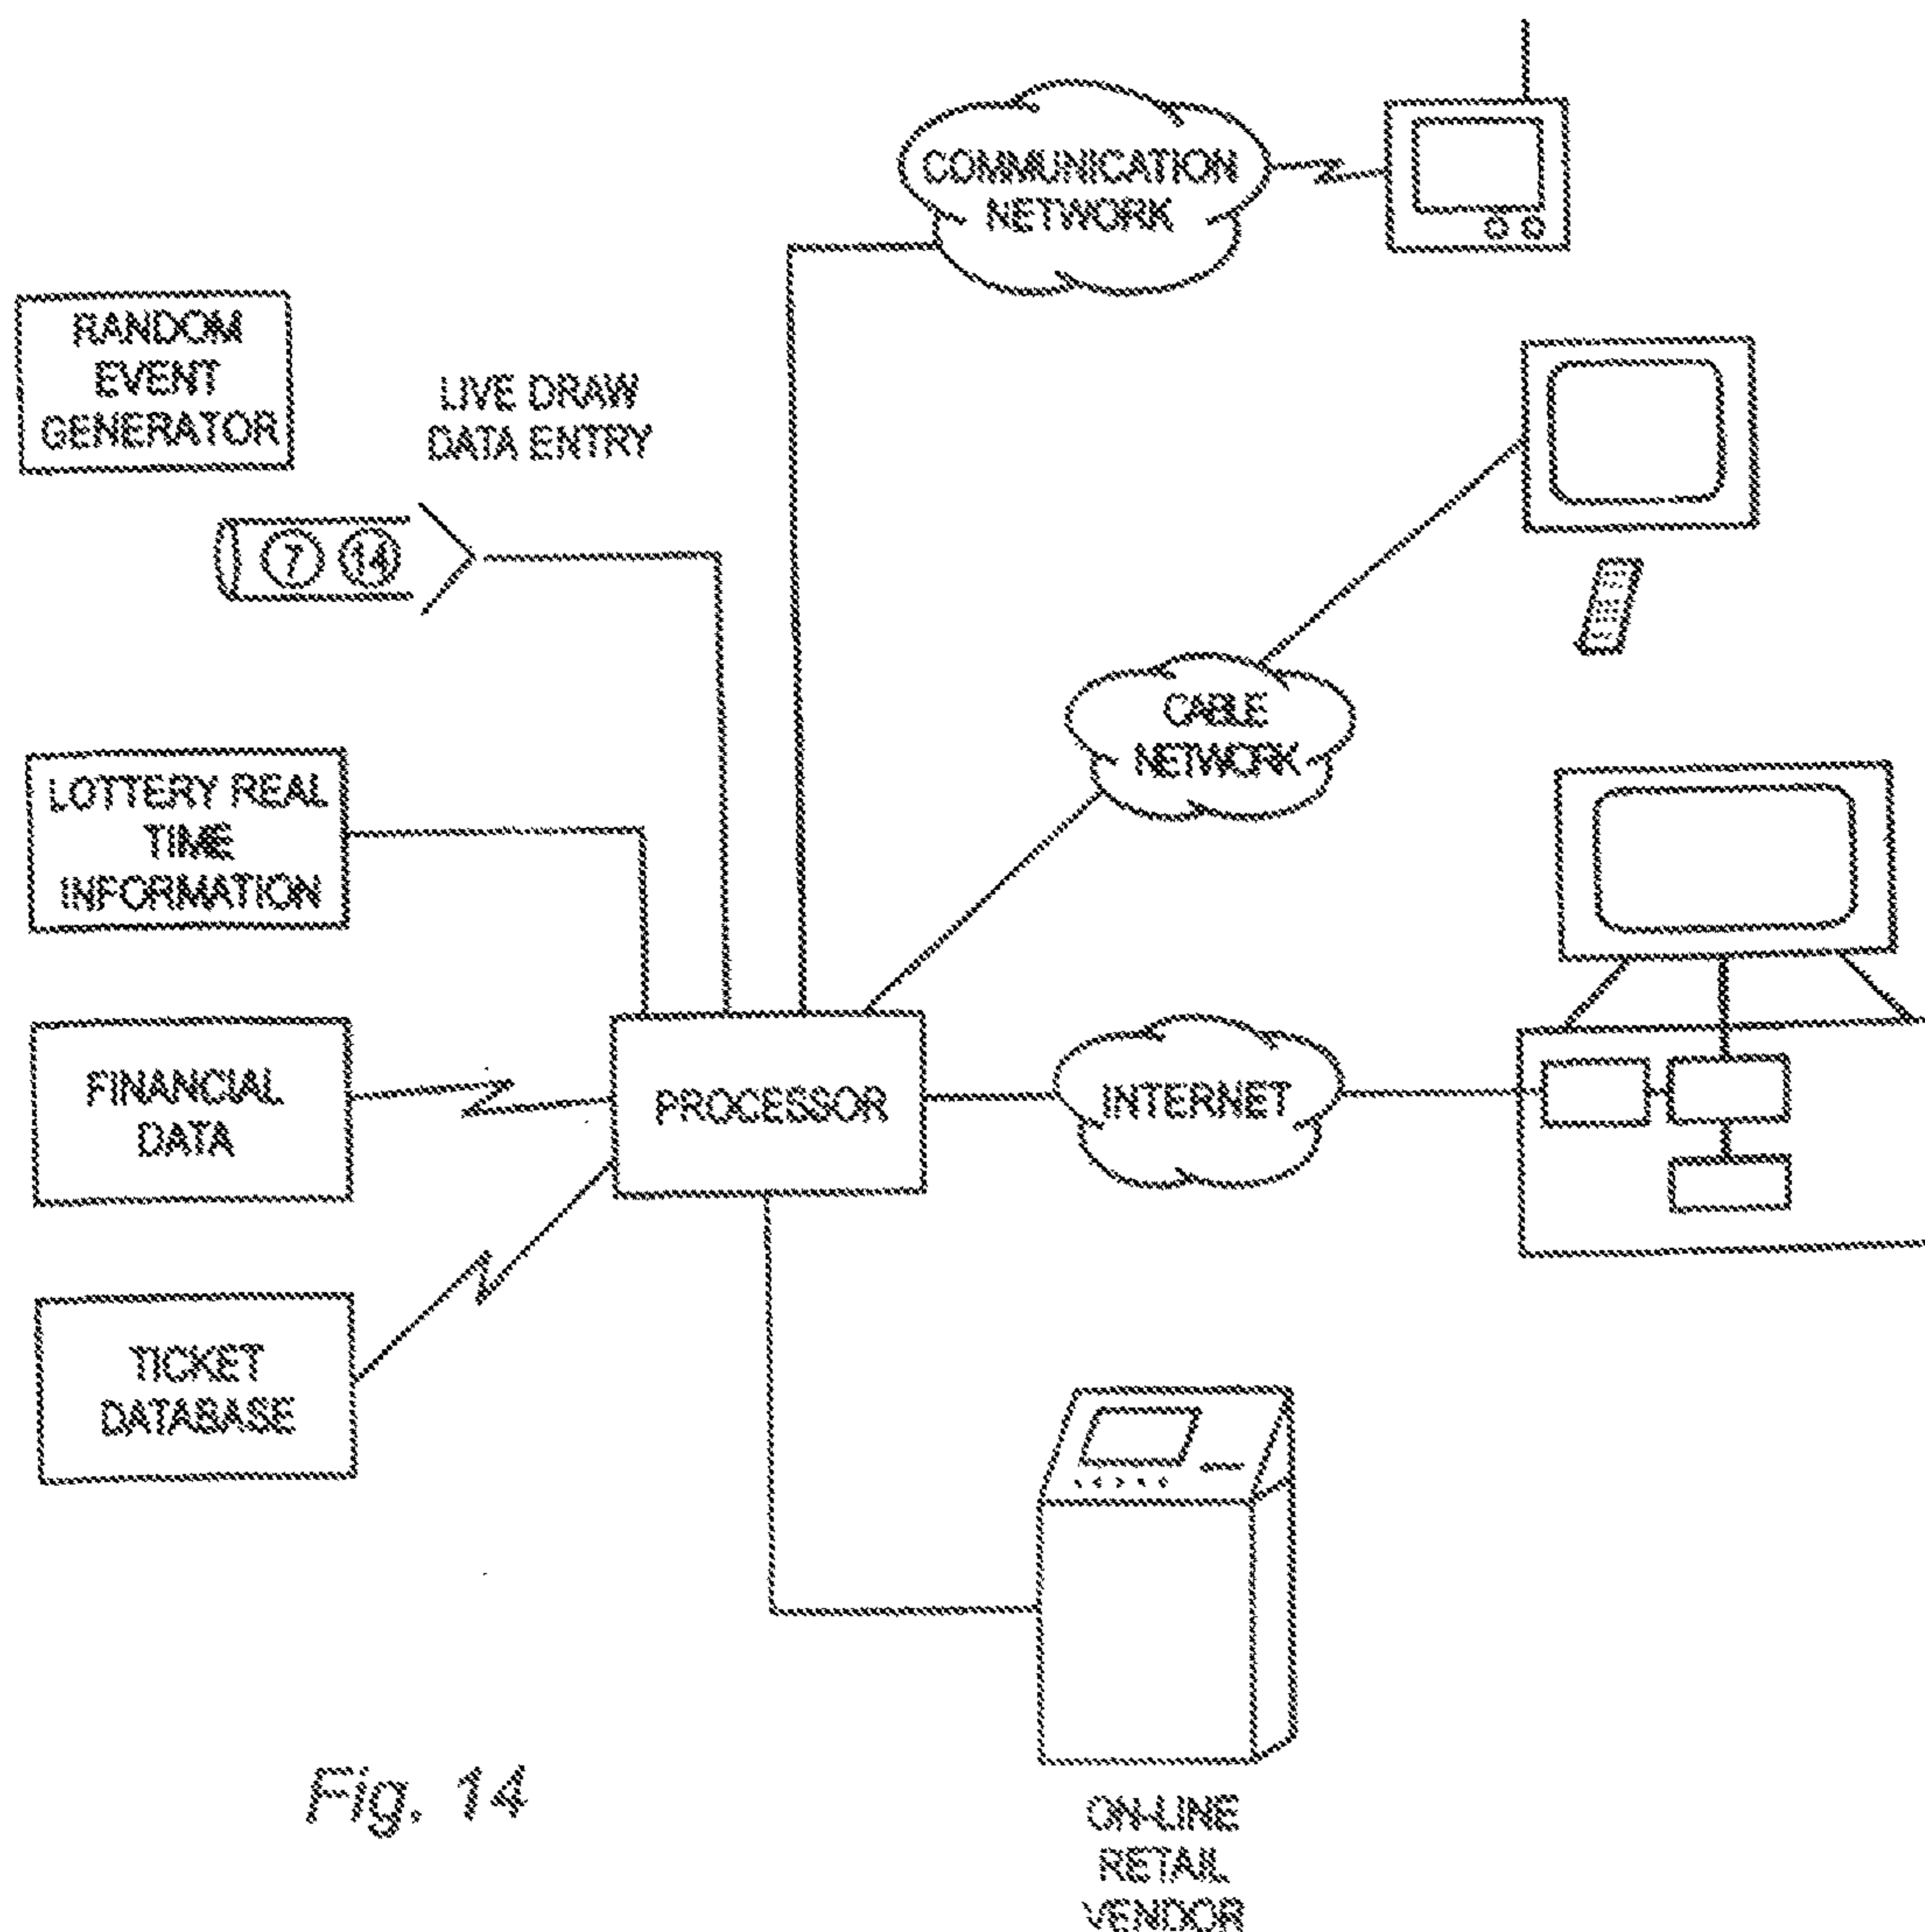 COMMUNICATION
NETWORK
RANDOM
EVENT
GENERATOR
LIVE DRAW
DATA ENTRY
7 14
CABLE
NETWORK
LOTTERY REAL
TIME
INFORMATION
FINANCIAL
DATA
PROCESSOR
INTERNET
TICKET
DATABASE
Fig. 14
ON-LINE
RETAIL
VENDOR